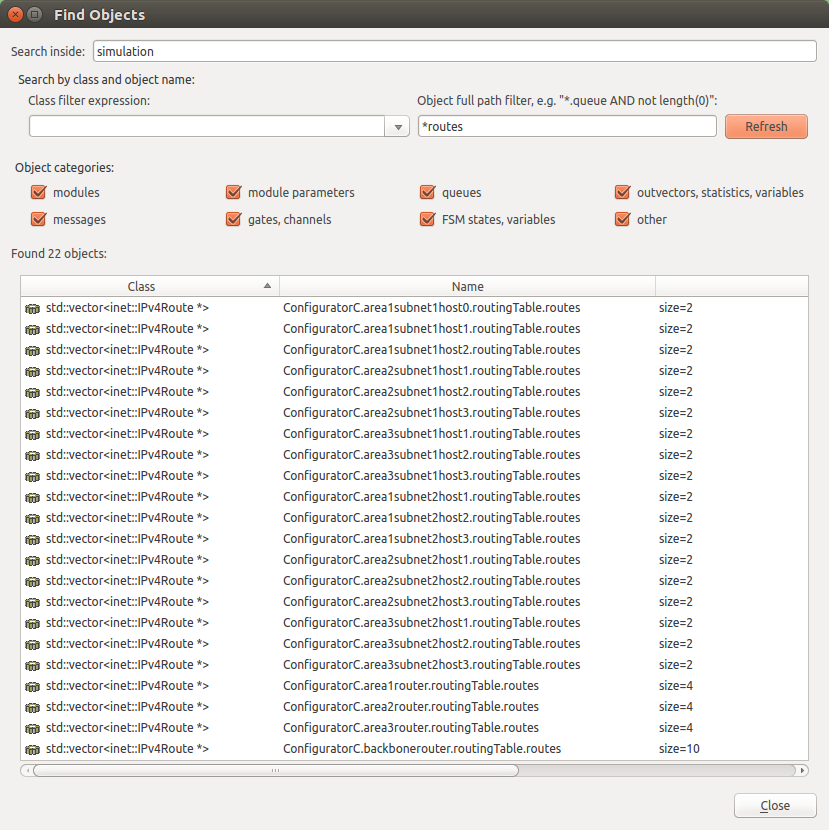 Find Objects
Search inside: simulation
Search by class and object name:
Class filter expression: Object full path filter, e.g. "*.queue AND not length(0)":
*routes Refresh
Object categories:
modules module parameters queues outvectors, statistics, variables
messages gates, channels FSM states, variables other
Found 22 objects:
Class Name
std::vector<inet::IPv4Route *> ConfiguratorC.area1subnet1host0.routingTable.routes size=2
std::vector<inet::IPv4Route *> ConfiguratorC.area1subnet1host1.routingTable.routes size=2
std::vector<inet::IPv4Route *> ConfiguratorC.area1subnet1host2.routingTable.routes size=2
std::vector<inet::IPv4Route *> ConfiguratorC.area2subnet1host1.routingTable.routes size=2
std::vector<inet::IPv4Route *> ConfiguratorC.area2subnet1host2.routingTable.routes size=2
std::vector<inet::IPv4Route *> ConfiguratorC.area2subnet1host3.routingTable.routes size=2
std::vector<inet::IPv4Route *> ConfiguratorC.area3subnet1host1.routingTable.routes size=2
std::vector<inet::IPv4Route *> ConfiguratorC.area3subnet1host2.routingTable.routes size=2
std::vector<inet::IPv4Route *> ConfiguratorC.area3subnet1host3.routingTable.routes size=2
std::vector<inet::IPv4Route *> ConfiguratorC.area1subnet2host1.routingTable.routes size=2
std::vector<inet::IPv4Route *> ConfiguratorC.area1subnet2host2.routingTable.routes size=2
std::vector<inet::IPv4Route *> ConfiguratorC.area1subnet2host3.routingTable.routes size=2
std::vector<inet::IPv4Route *> ConfiguratorC.area2subnet2host1.routingTable.routes size=2
std::vector<inet::IPv4Route *> ConfiguratorC.area2subnet2host2.routingTable.routes size=2
std::vector<inet::IPv4Route *> ConfiguratorC.area2subnet2host3.routingTable.routes size=2
std::vector<inet::IPv4Route *> ConfiguratorC.area3subnet2host1.routingTable.routes size=2
std::vector<inet::IPv4Route *> ConfiguratorC.area3subnet2host2.routingTable.routes size=2
std::vector<inet::IPv4Route *> ConfiguratorC.area3subnet2host3.routingTable.routes size=2
std::vector<inet::IPv4Route *> ConfiguratorC.area1router.routingTable.routes size=4
std::vector<inet::IPv4Route *> ConfiguratorC.area2router.routingTable.routes size=4
std::vector<inet::IPv4Route *> ConfiguratorC.area3router.routingTable.routes size=4
std::vector<inet::IPv4Route *> ConfiguratorC.backbonerouter.routingTable.routes size=10
Close